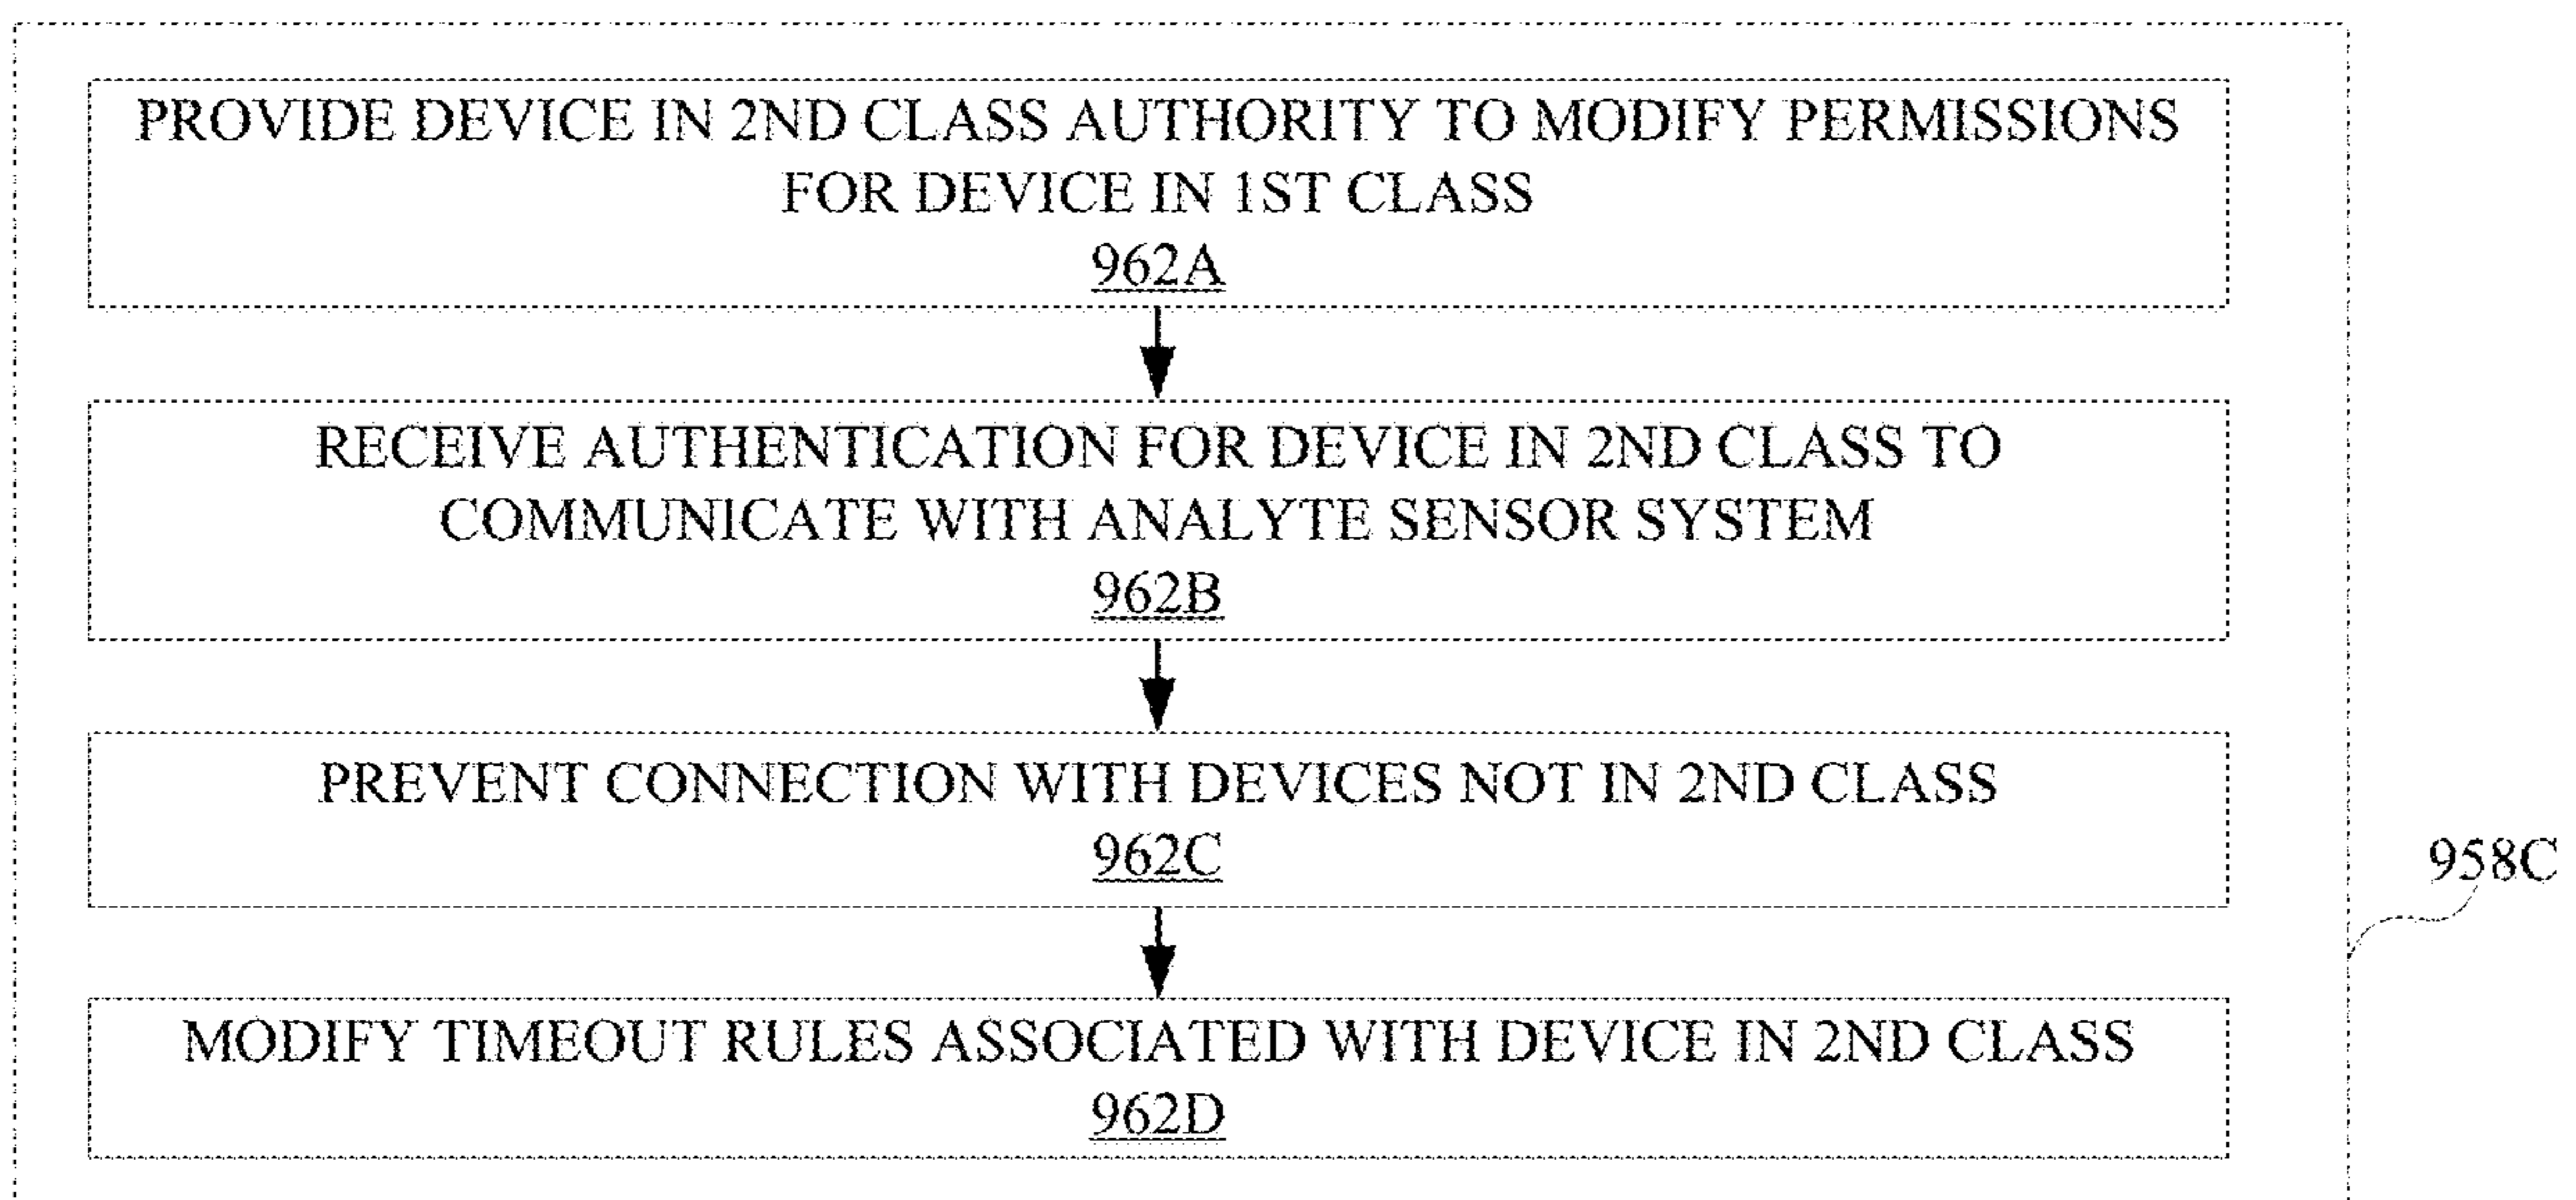 PROVIDE DEVICE IN 2ND CLASS AUTHORITY TO MODIFY PERMISSIONS
FOR DEVICE IN 1ST CLASS
962A
RECEIVE AUTHENTICATION FOR DEVICE IN 2ND CLASS TO
COMMUNICATE WITH ANALYTE SENSOR SYSTEM
962B
PREVENT CONNECTION WITH DEVICES NOT IN 2ND CLASS
962C
958C
MODIFY TIMEOUT RULES ASSOCIATED WITH DEVICE IN 2ND CLASS
962D